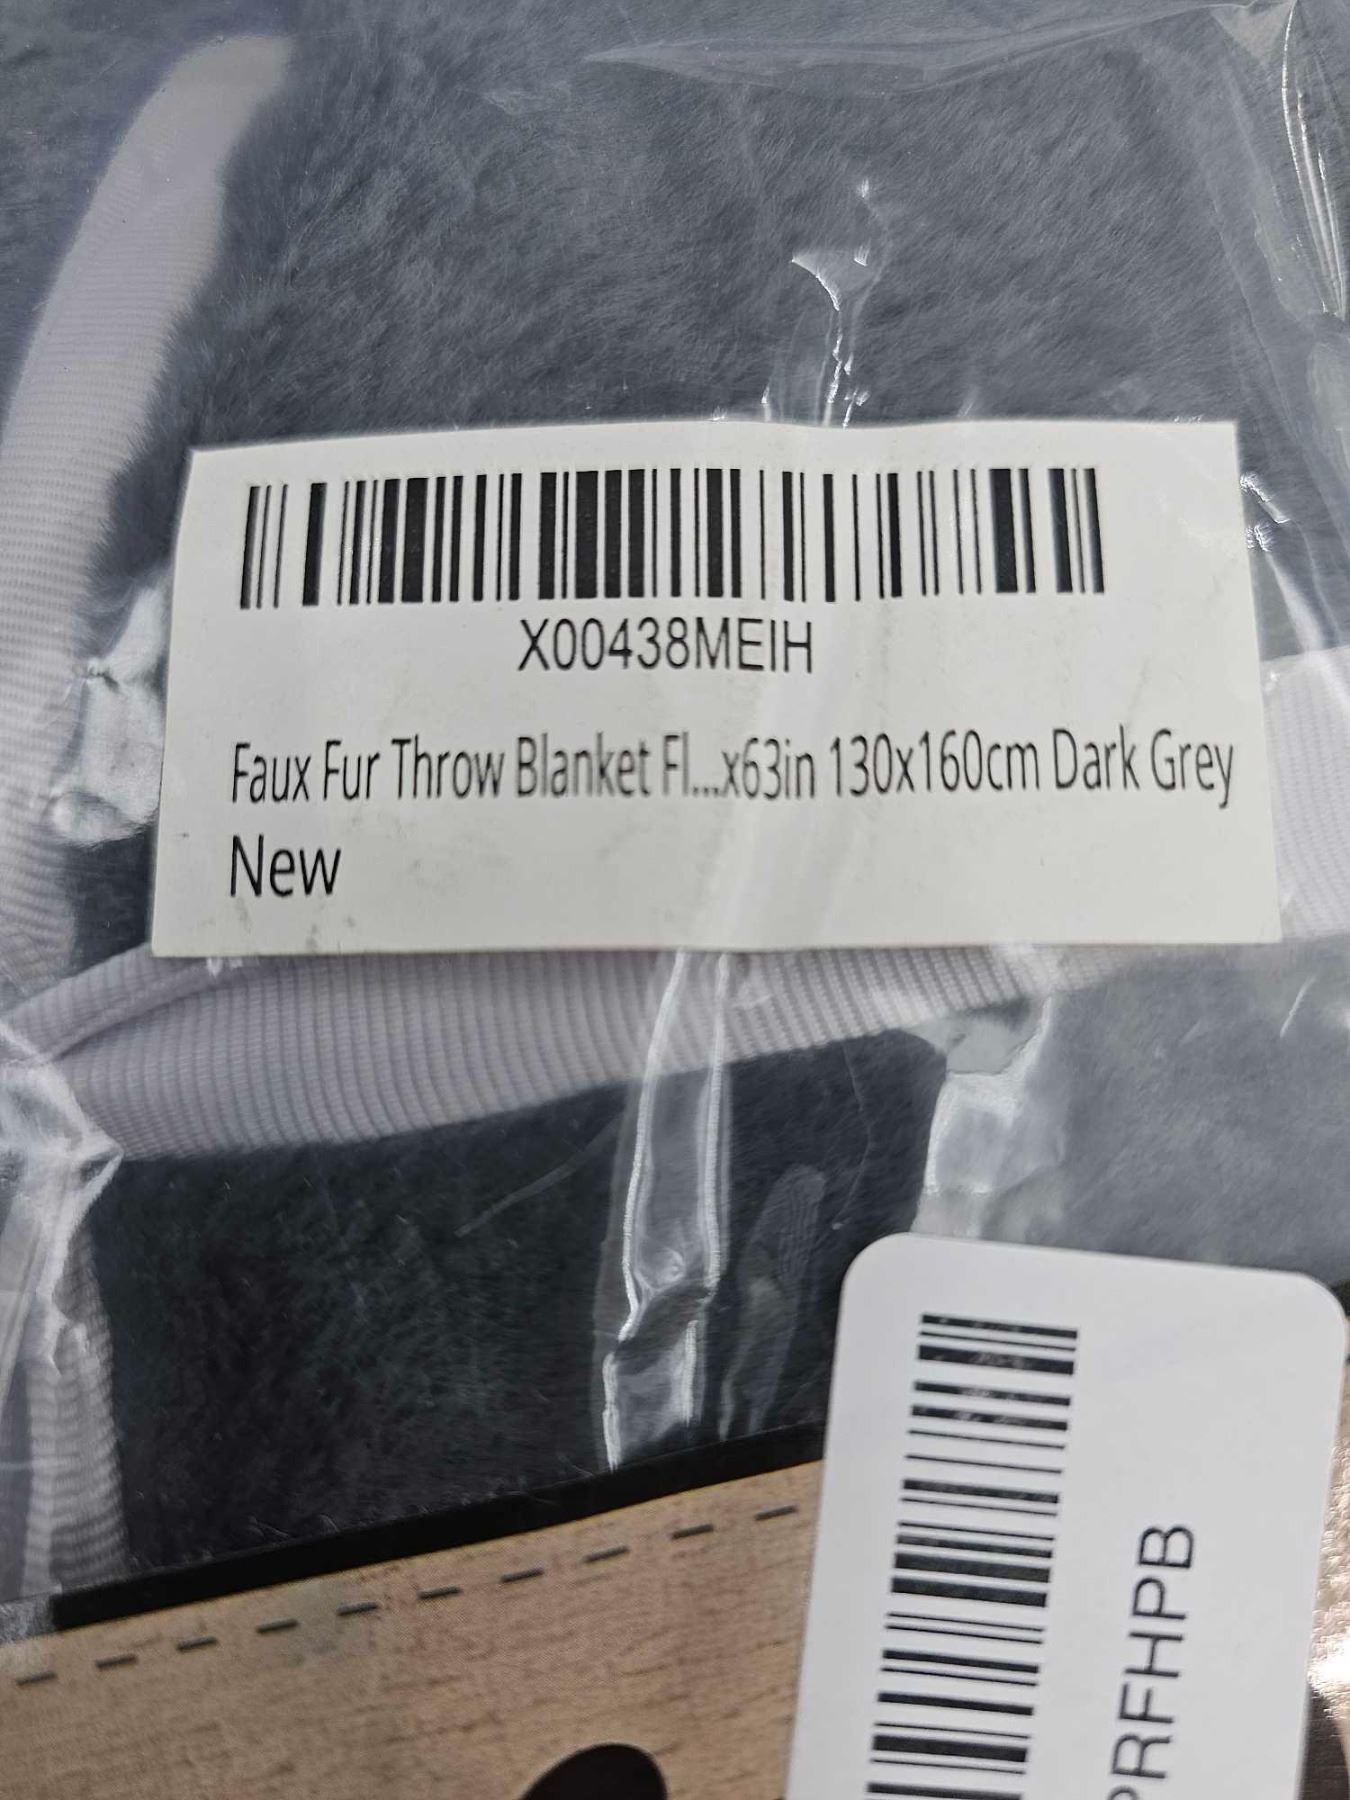 X00438MEIH
Faux Fur Throw Blanket Fl...x63in 130x160cm Dark Grey
New
PRFHPB